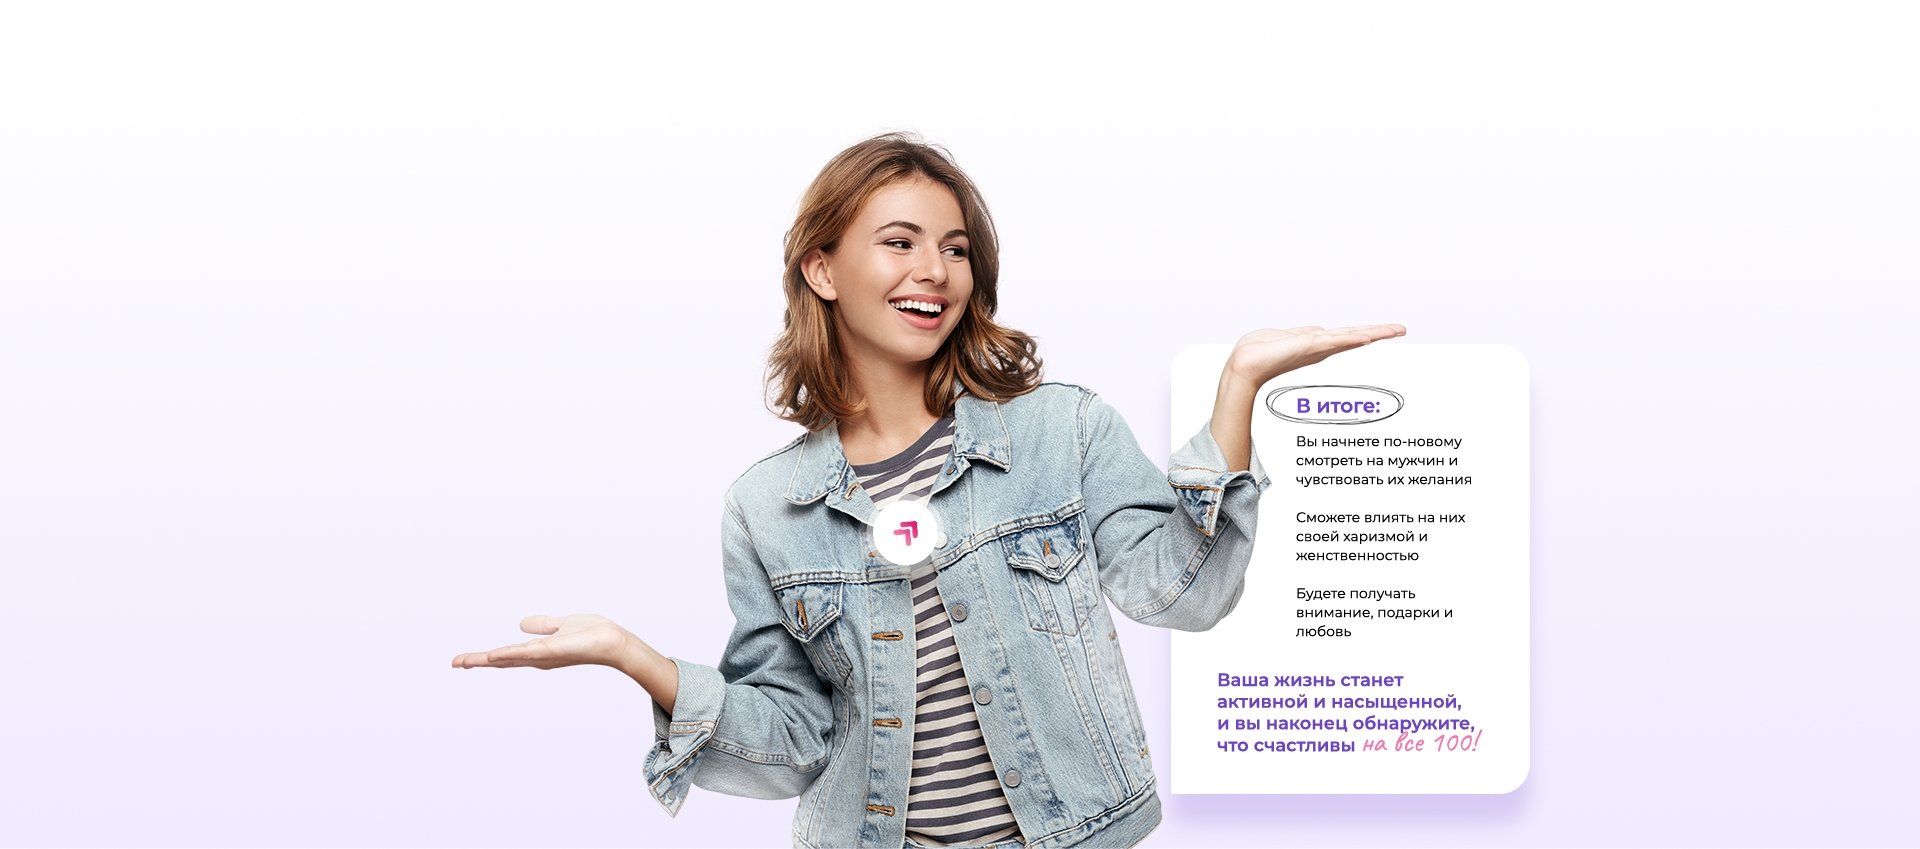 В итоге:
Вы начнете по-новому
смотреть на мужчин и
чувствовать их желания
Сможете влиять на них
своей харизмой и
женственностью
Будете получать
внимание, подарки и
любовь
Ваша жизнь станет
активной и насыщенной,
и вы наконец обнаружите,
что счастливы на все 100!